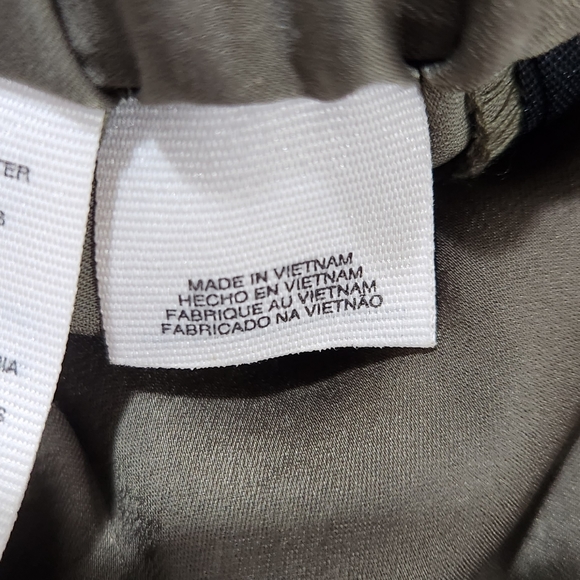 MADE IN VIETNAM
HECHO EN VIETNAM
FABRIQUE AU VIETNAM
FABRICADO NA VIETNÃO